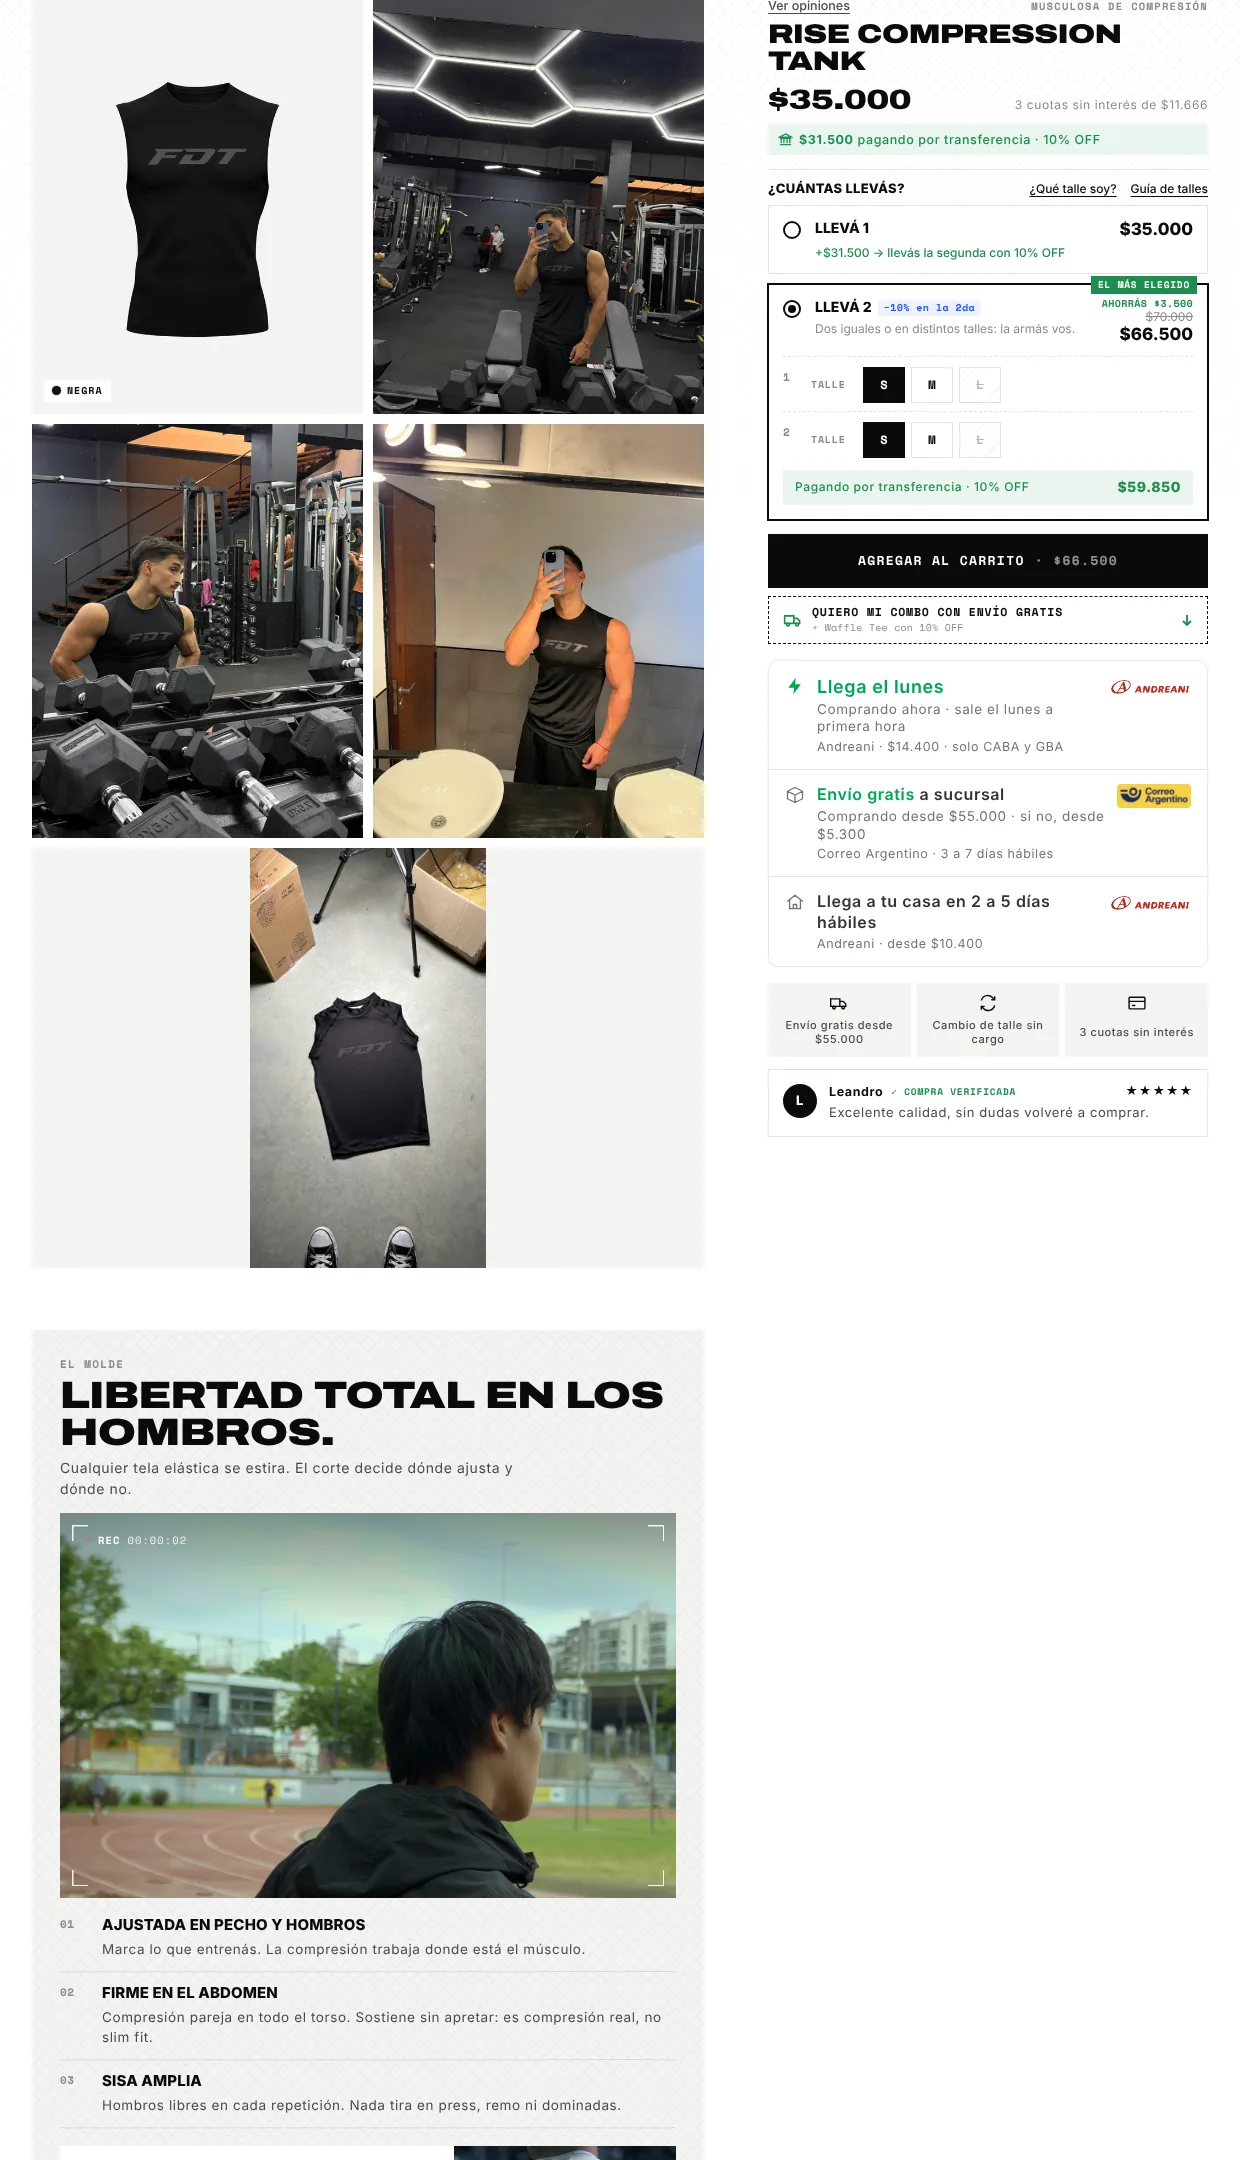 FDT
NEGRA
FDT
FDT
FDT
FDT
Ver opiniones
MUSCULOSA DE COMPRESIÓN
RISE COMPRESSION
TANK
$35.000
3 cuotas sin interés de $11.666
$31.500 pagando por transferencia · 10% OFF
¿CUÁNTAS LLEVÁS?
¿Qué talle soy?
Guía de talles
LLEVÁ 1
$35.000
+$31.500 → llevás la segunda con 10% OFF
EL MÁS ELEGIDO
LLEVÁ 2
-10% en la 2da
AHORRÁS $3.500
$70.000
Dos iguales o en distintos talles: la armás vos.
$66.500
1 TALLE S M L
2 TALLE S M L
Pagando por transferencia · 10% OFF
$59.850
AGREGAR AL CARRITO · $66.500
QUIERO MI COMBO CON ENVÍO GRATIS
+ Waffle Tee con 10% OFF
Llega el lunes
ANDREANI
Comprando ahora · sale el lunes a
primera hora
Andreani · $14.400 · solo CABA y GBA
Envío gratis a sucursal
Correo
Argentino
Comprando desde $55.000 · si no, desde
$5.300
Correo Argentino · 3 a 7 días hábiles
Llega a tu casa en 2 a 5 días
hábiles
ANDREANI
Andreani · desde $10.400
Envío gratis desde
$55.000
Cambio de talle sin
cargo
3 cuotas sin interés
L
Leandro ✓ COMPRA VERIFICADA
★★★★★
Excelente calidad, sin dudas volveré a comprar.
EL MOLDE
LIBERTAD TOTAL EN LOS
HOMBROS.
Cualquier tela elástica se estira. El corte decide dónde ajusta y
dónde no.
REC 00:00:02
01 AJUSTADA EN PECHO Y HOMBROS
Marca lo que entrenás. La compresión trabaja donde está el músculo.
02 FIRME EN EL ABDOMEN
Compresión pareja en todo el torso. Sostiene sin apretar: es compresión real, no
slim fit.
03 SISA AMPLIA
Hombros libres en cada repetición. Nada tira en press, remo ni dominadas.